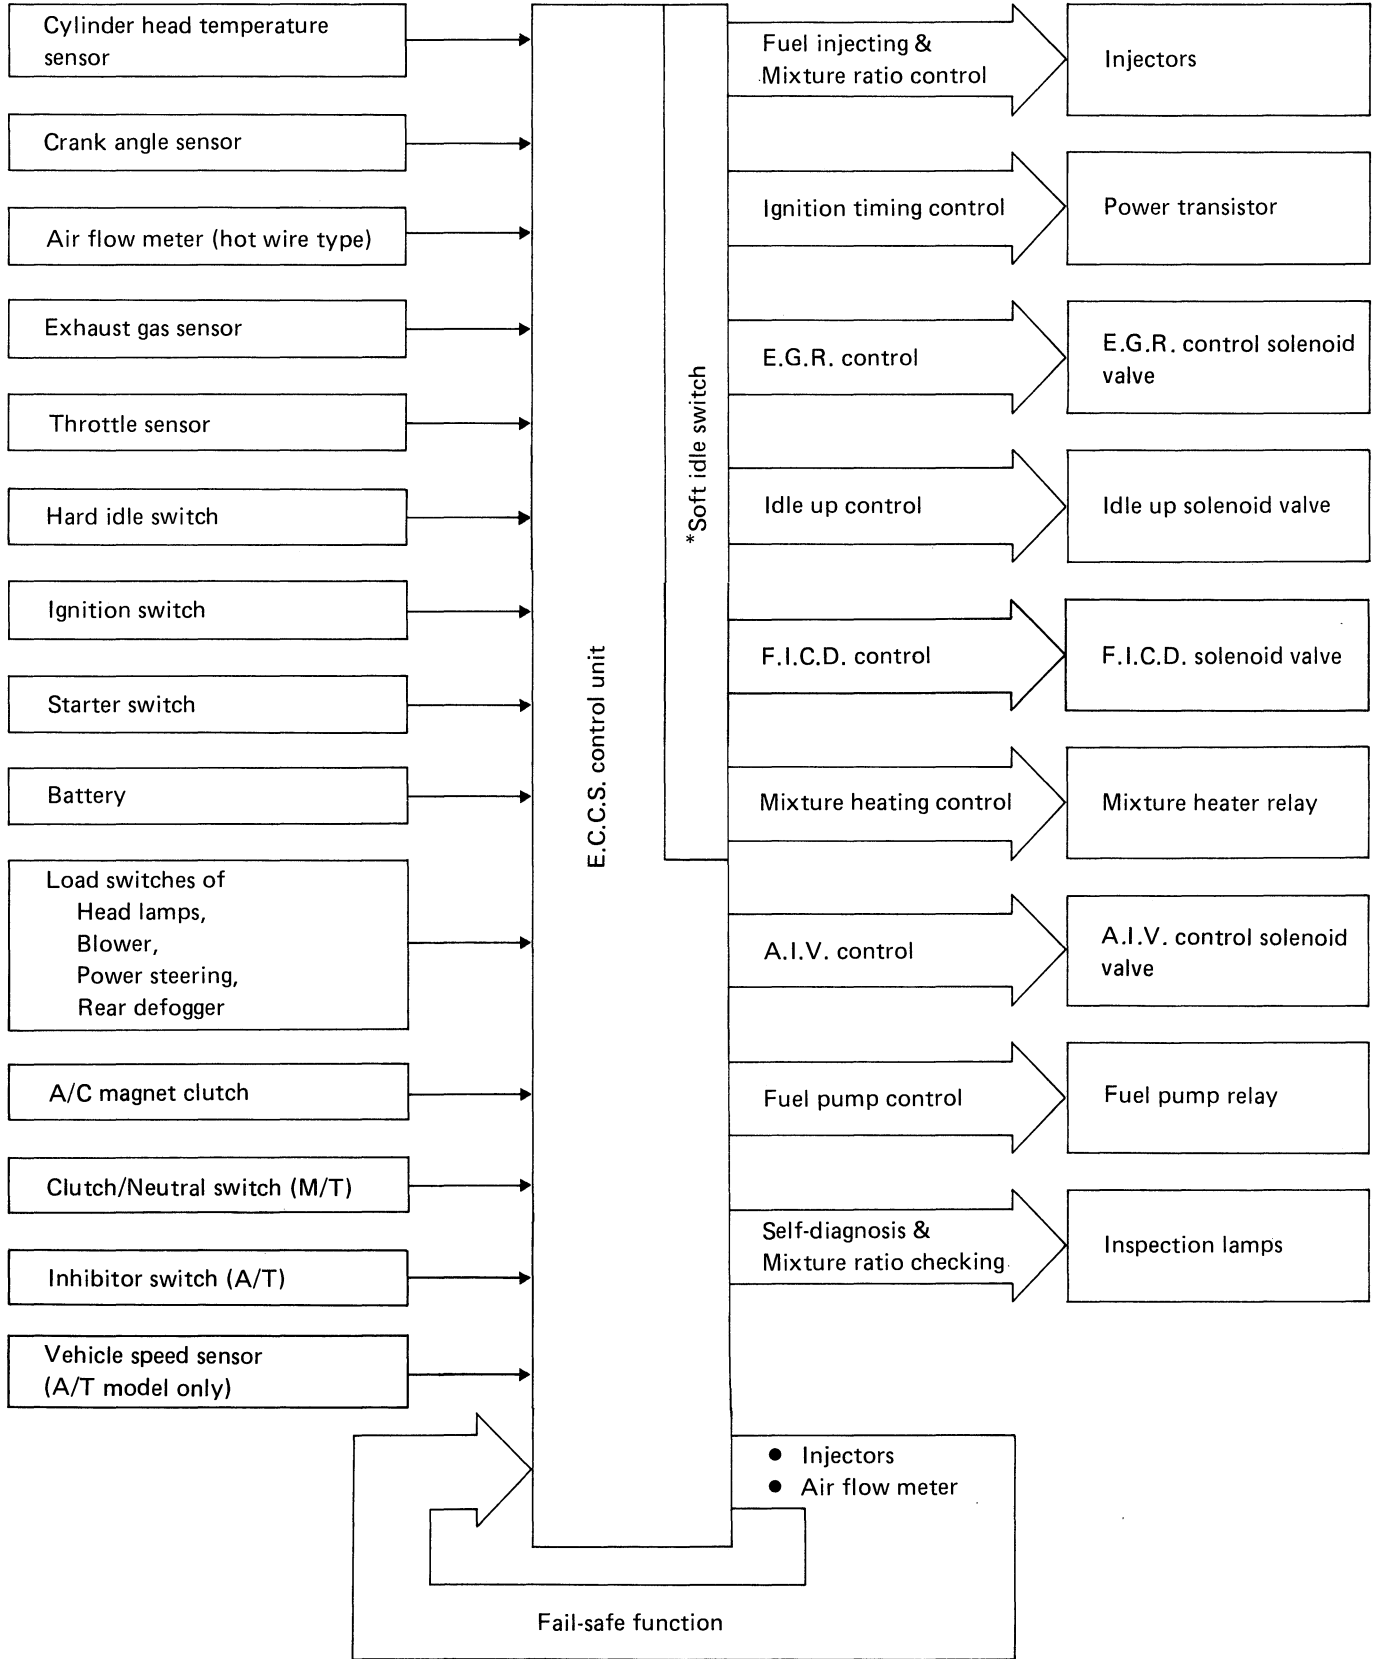 Cylinder head temperature
sensor
Crank angle sensor
Air flow meter (hot wire type)
Exhaust gas sensor
Throttle sensor
Hard idle switch
Ignition switch
Starter switch
Battery
Load switches of
Head lamps,
Blower,
Power steering,
Rear defogger
A/C magnet clutch
Clutch/Neutral switch (M/T)
Inhibitor switch (A/T)
Vehicle speed sensor
(A/T model only)
E.C.C.S. control unit
*Soft idle switch
Fuel injecting &
Mixture ratio control
Injectors
Ignition timing control
Power transistor
E.G.R. control
E.G.R. control solenoid
valve
Idle up control
Idle up solenoid valve
F.I.C.D. control
F.I.C.D. solenoid valve
Mixture heating control
Mixture heater relay
A.I.V. control
A.I.V. control solenoid
valve
Fuel pump control
Fuel pump relay
Self-diagnosis &
Mixture ratio checking
Inspection lamps
● Injectors
● Air flow meter
Fail-safe function